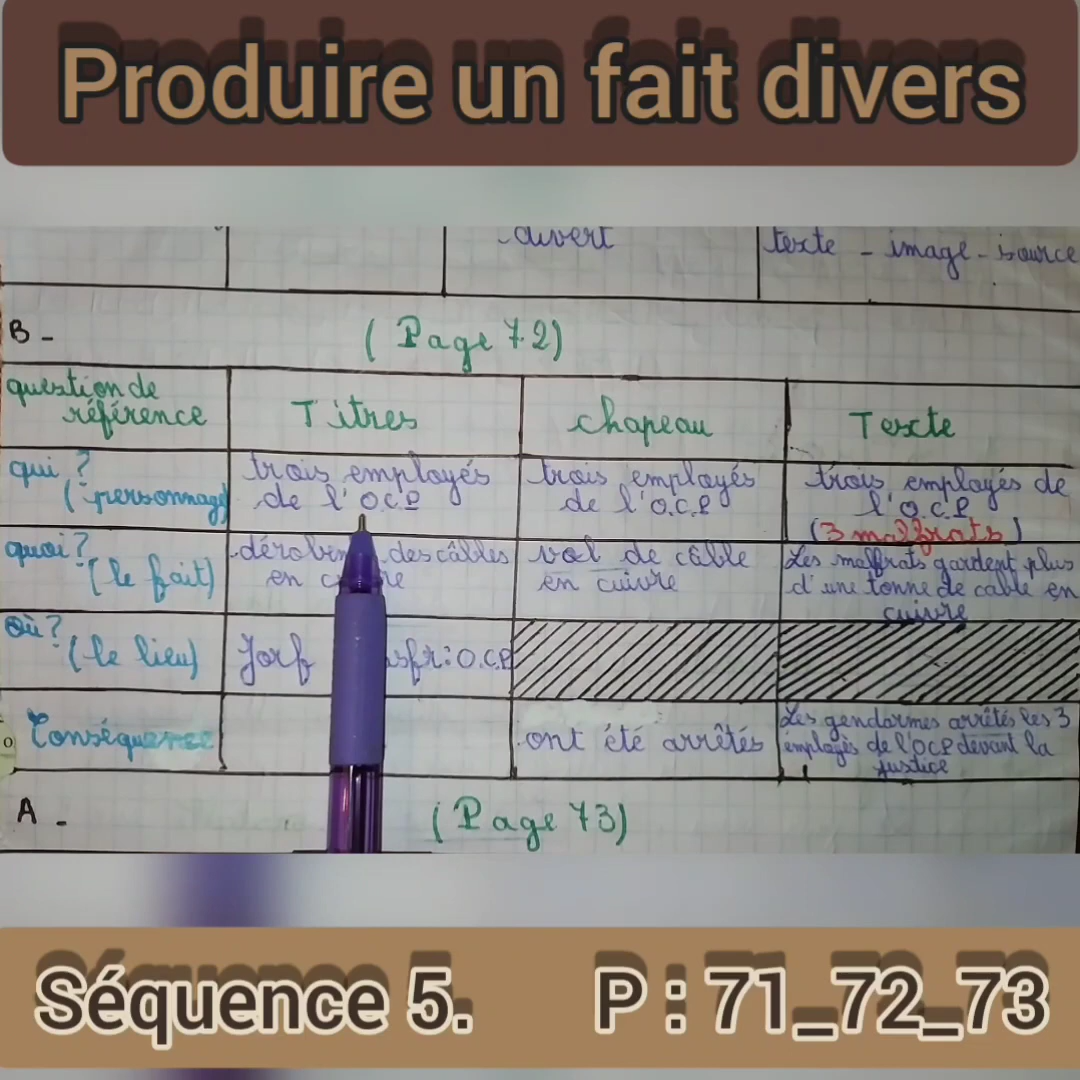 Produire un fait divers
divert
texte - image - source
B -
(Page 72)
question de
référence
Titres
chapeau
Texte
qui ?
(personnage)
trois employés
de l'O.C.P
trois employés
de l'O.C.P
trois employés de
l'O.C.P
(3 malfrats)
quoi ?
(le fait)
des câbles
en
vol de câble
en cuivre
Les malfrats gardent plus
d'une tonne de cable en
cuivre
où ?
(le lieu)
Jorf
O.C.P
Conséquence
ont été arrêtés
Les gendarmes arrêtés les 3
employés de l'OCP devant la
justice
A -
(Page 73)
Séquence 5. P : 71_72_73